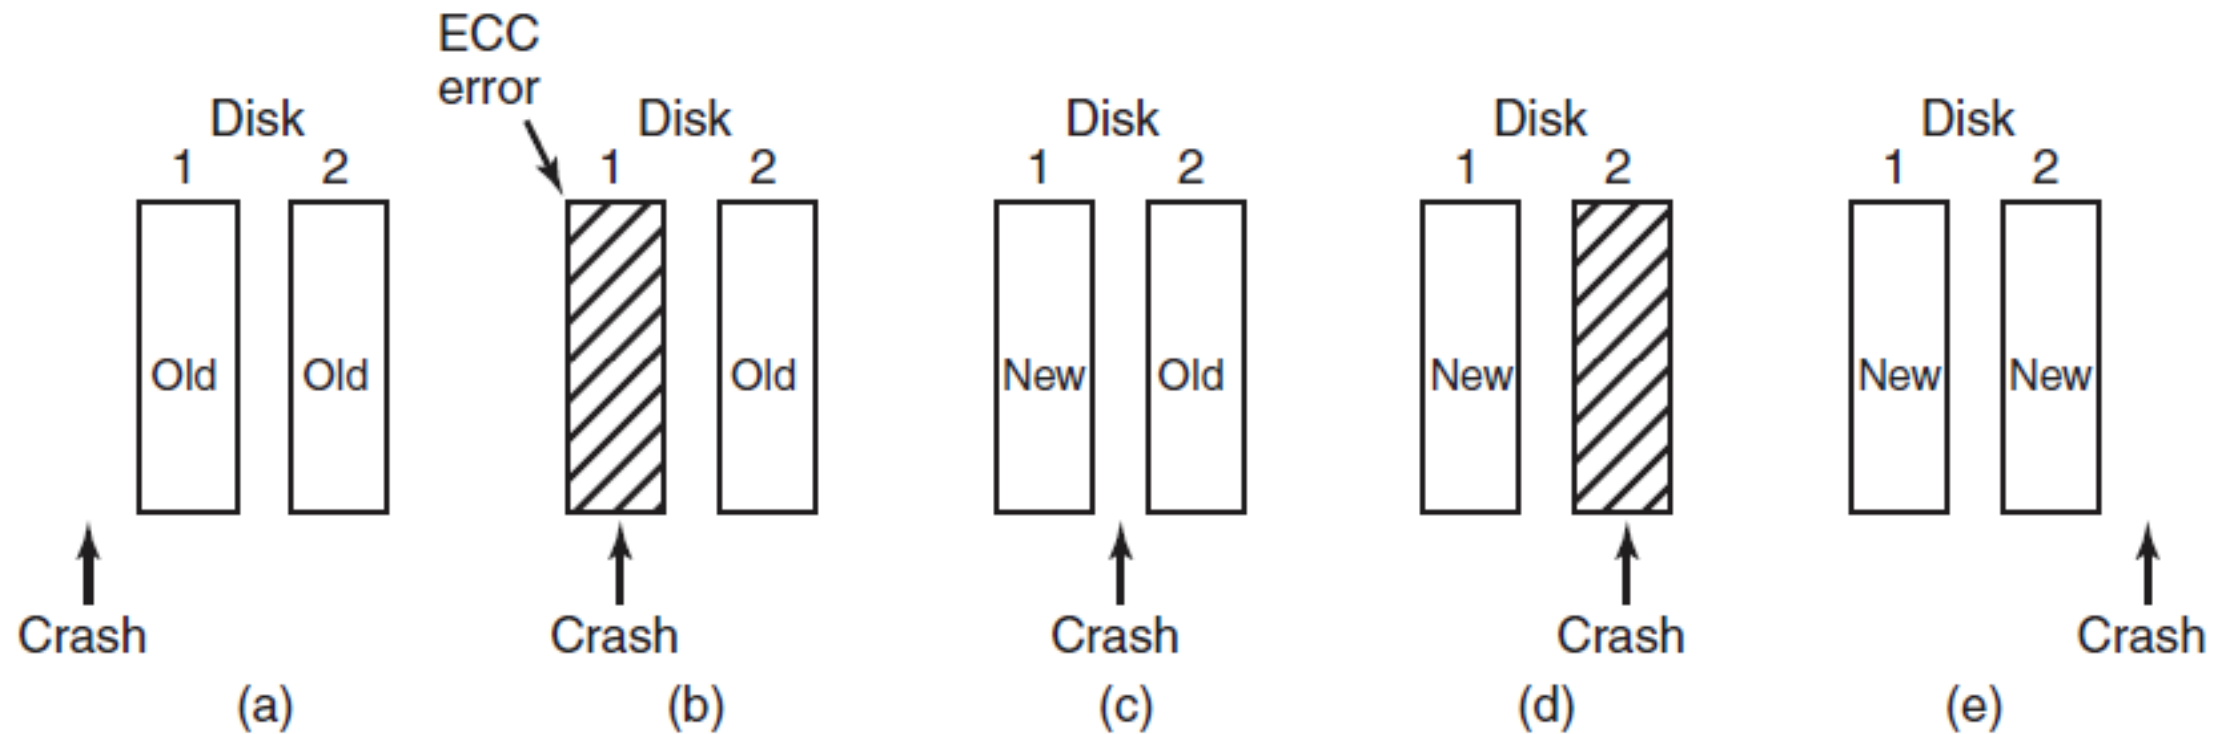 ECC
error
Disk
1 2
Old Old
Crash
(a)
Disk
1 2
Old
Crash
(b)
Disk
1 2
New Old
Crash
(c)
Disk
1 2
New
Crash
(d)
Disk
1 2
New New
Crash
(e)